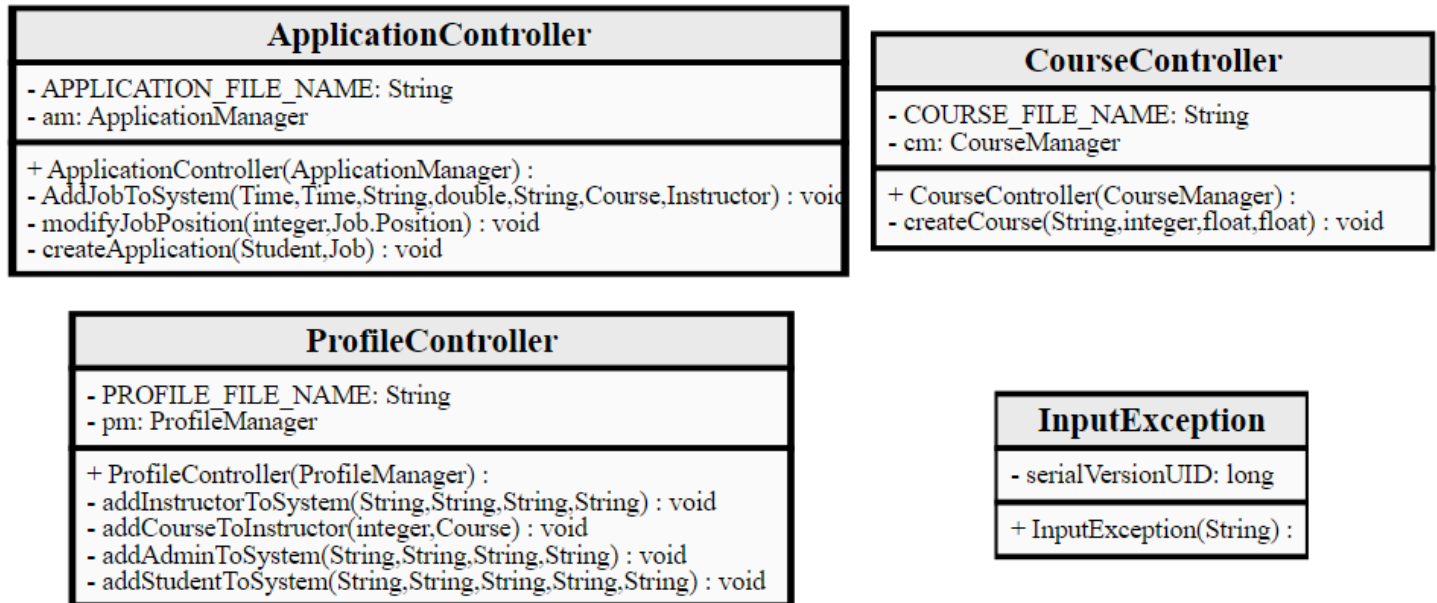 ApplicationController
- APPLICATION_FILE_NAME: String
- am: ApplicationManager
+ ApplicationController(ApplicationManager) :
- AddJobToSystem(Time,Time,String,double,String,Course,Instructor) : void
- modifyJobPosition(integer,Job.Position) : void
- createApplication(Student,Job) : void
CourseController
- COURSE_FILE_NAME: String
- cm: CourseManager
+ CourseController(CourseManager) :
- createCourse(String,integer,float,float) : void
ProfileController
- PROFILE_FILE_NAME: String
- pm: ProfileManager
+ ProfileController(ProfileManager) :
- addInstructorToSystem(String,String,String,String) : void
- addCourseToInstructor(integer,Course) : void
- addAdminToSystem(String,String,String,String) : void
- addStudentToSystem(String,String,String,String,String) : void
InputException
- serialVersionUID: long
+ InputException(String) :